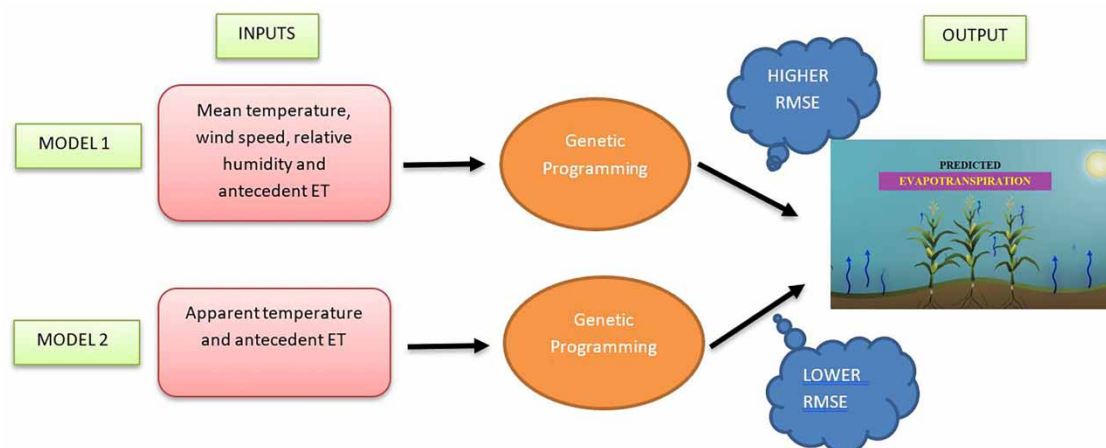 INPUTS
OUTPUT
HIGHER
RMSE
MODEL 1
Mean temperature,
wind speed, relative
humidity and
antecedent ET
Genetic
Programming
PREDICTED
EVAPOTRANSPIRATION
MODEL 2
Apparent temperature
and antecedent ET
Genetic
Programming
LOWER
RMSE